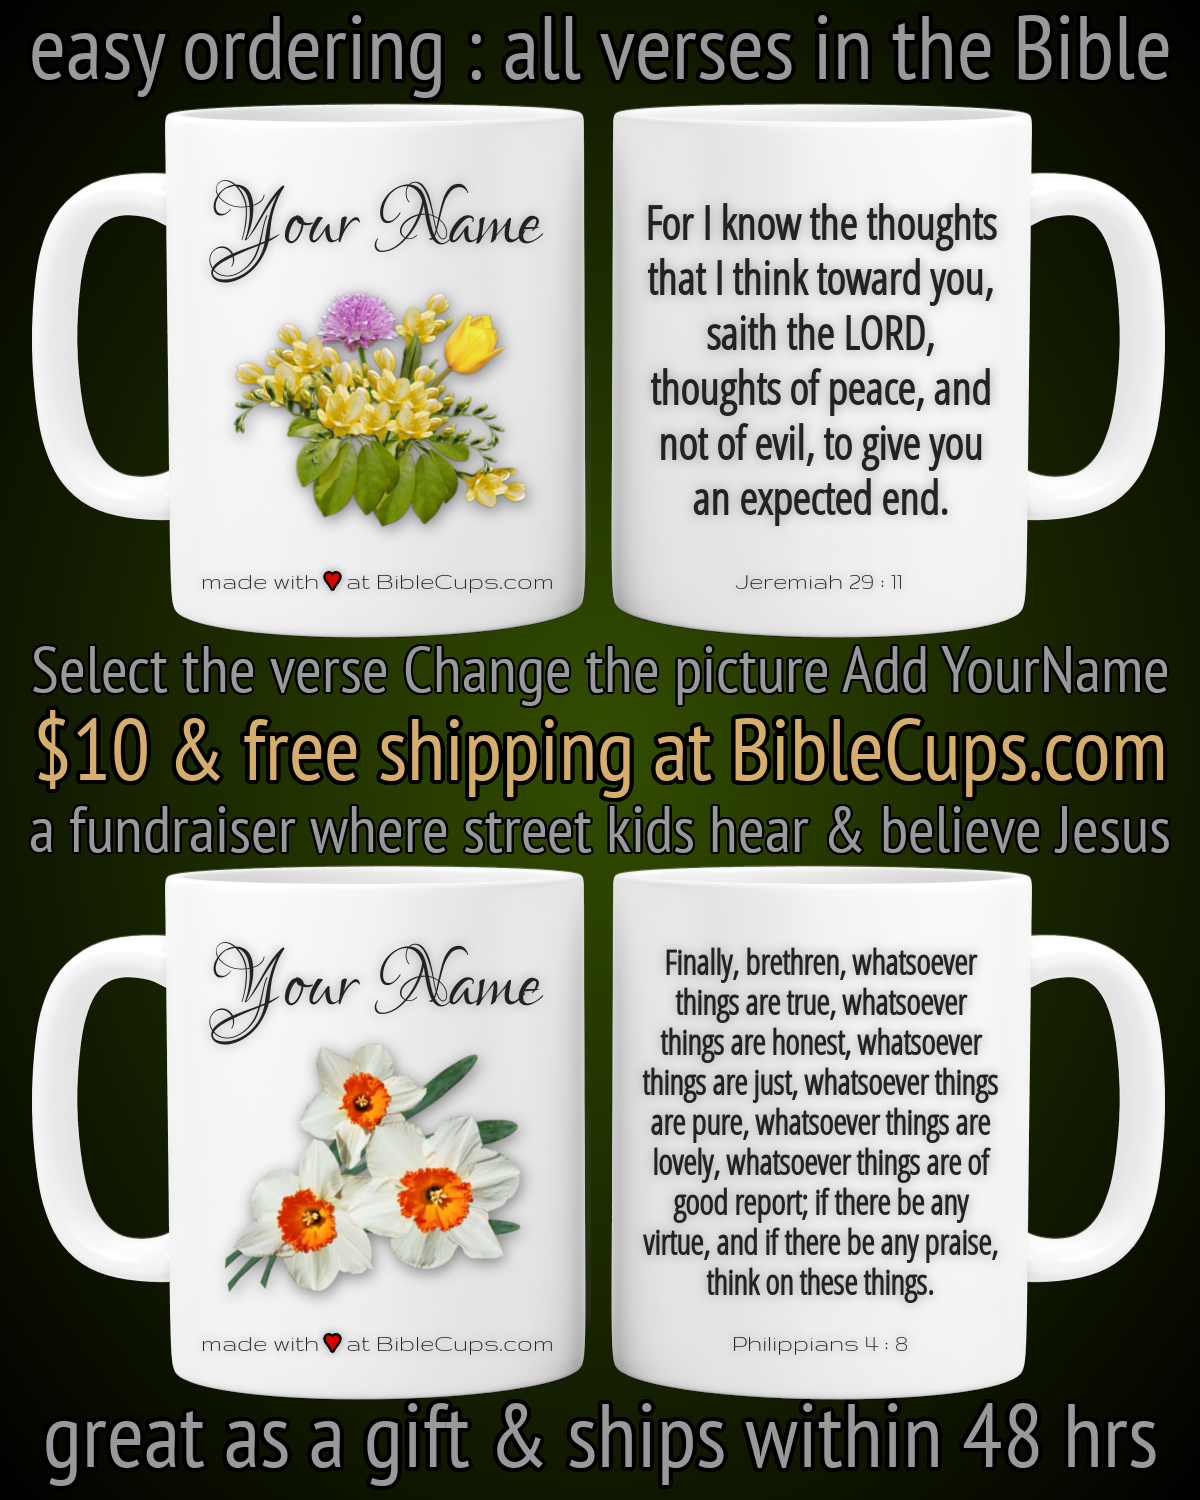 easy ordering : all verses in the Bible
Your Name
made with ♥ at BibleCups.com
For I know the thoughts
that I think toward you,
saith the LORD,
thoughts of peace, and
not of evil, to give you
an expected end.
Jeremiah 29 : 11
Select the verse Change the picture Add YourName
$10 & free shipping at BibleCups.com
a fundraiser where street kids hear & believe Jesus
Your Name
made with ♥ at BibleCups.com
Finally, brethren, whatsoever
things are true, whatsoever
things are honest, whatsoever
things are just, whatsoever things
are pure, whatsoever things are
lovely, whatsoever things are of
good report; if there be any
virtue, and if there be any praise,
think on these things.
Philippians 4 : 8
great as a gift & ships within 48 hrs